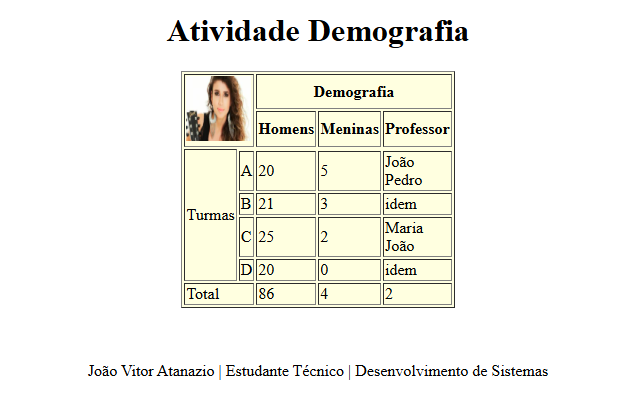 Atividade Demografia
Demografia
Homens Meninas Professor
Turmas A 20 5 João Pedro
B 21 3 idem
C 25 2 Maria João
D 20 0 idem
Total 86 4 2
João Vitor Atanazio | Estudante Técnico | Desenvolvimento de Sistemas